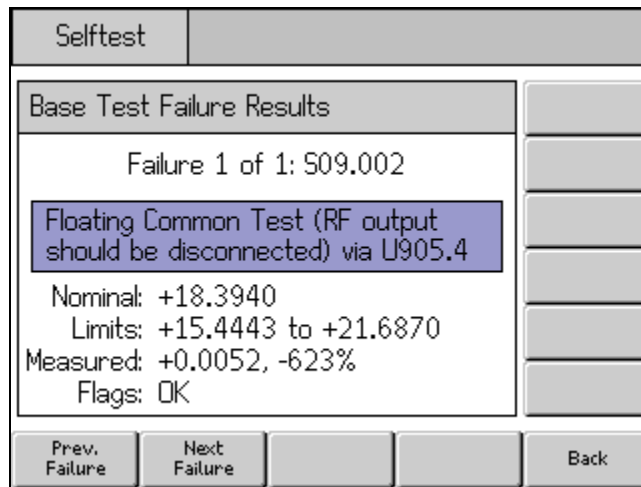 Selftest
Base Test Failure Results
Failure 1 of 1: S09.002
Floating Common Test (RF output
should be disconnected) via U905.4
Nominal: +18.3940
Limits: +15.4443 to +21.6870
Measured: +0.0052, -623%
Flags: OK
Prev.
Failure
Next
Failure
Back